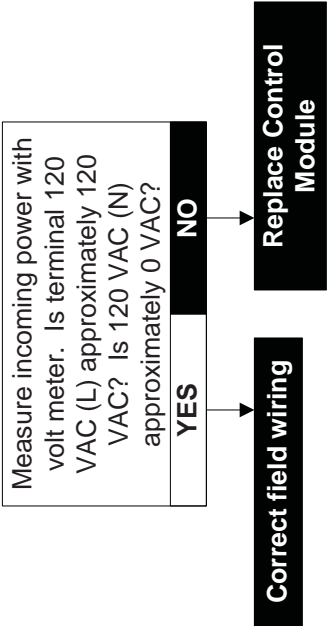 Measure incoming power with
volt meter.  Is terminal 120
VAC (L) approximately 120
VAC?  Is 120 VAC (N)
approximately 0 VAC?
YES
NO
Correct field wiring
Replace Control
Module